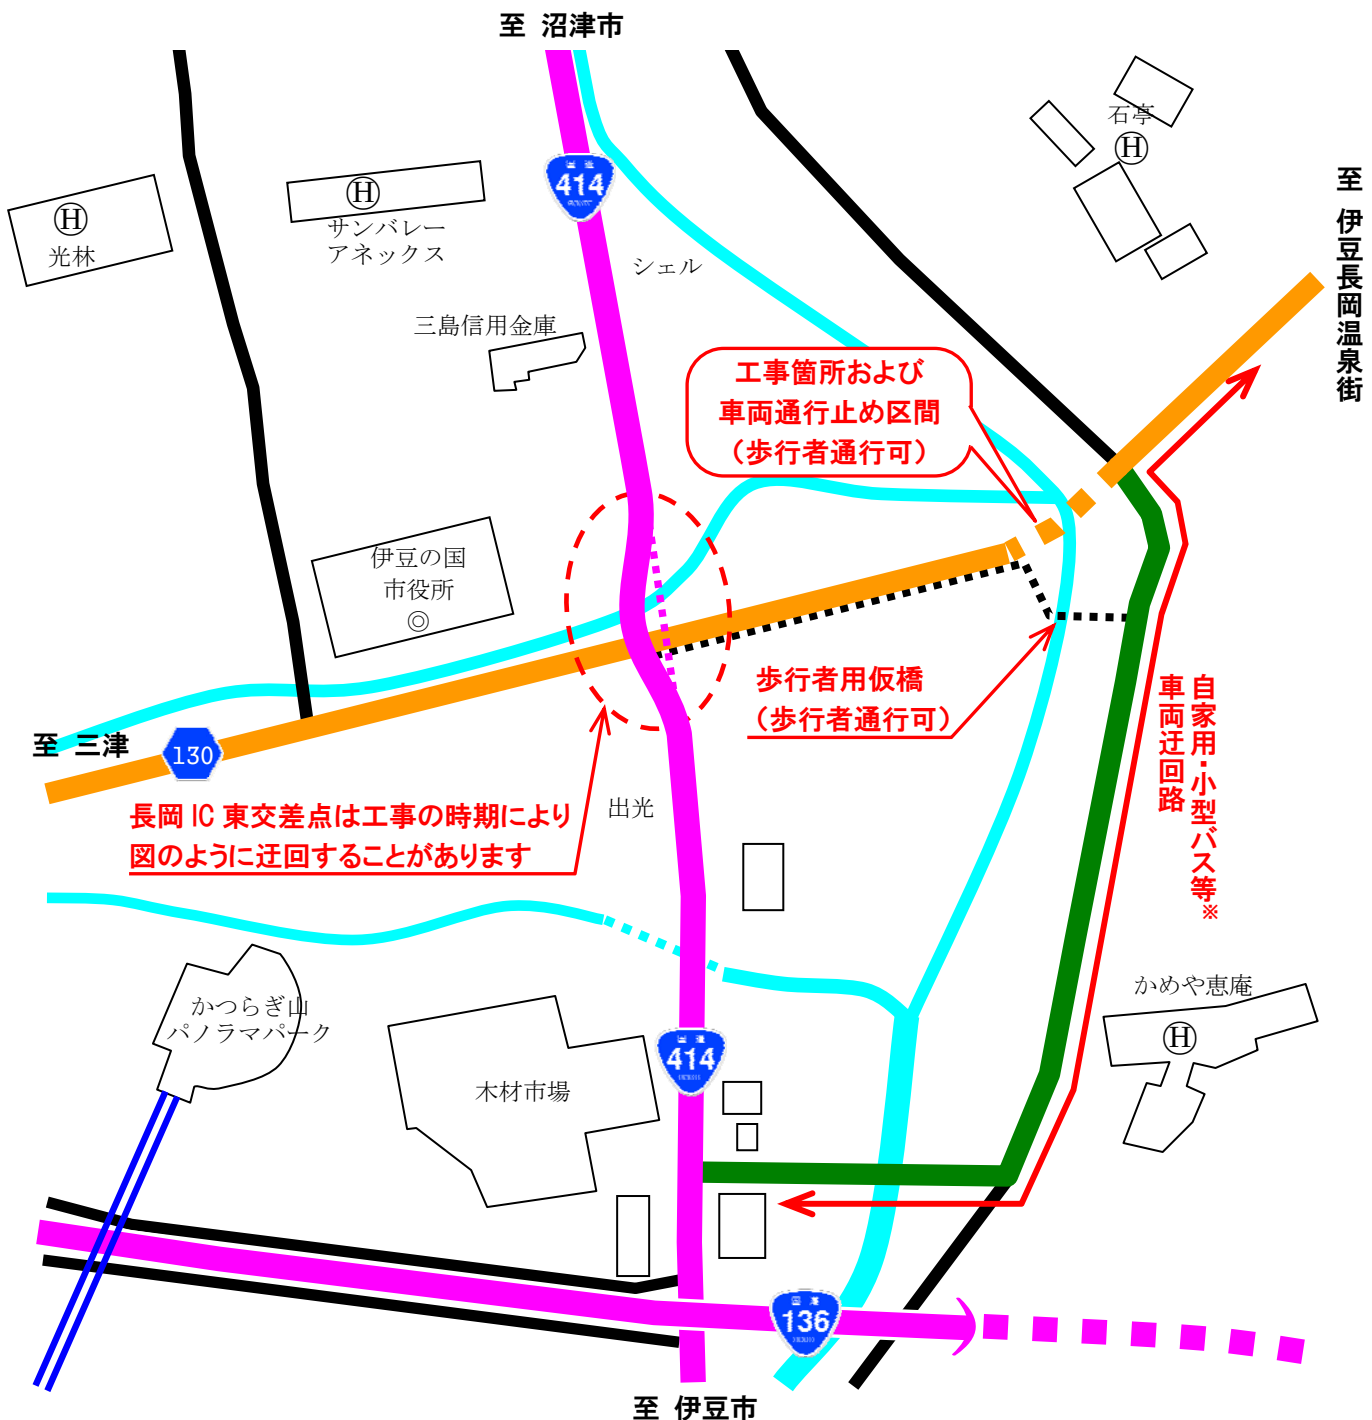 至 沼津市
石亭
Ⓗ
至 伊豆長岡温泉街
国道
414
Ⓗ
サンバレー
アネックス
Ⓗ
光林
シェル
三島信用金庫
工事箇所および
車両通行止め区間
（歩行者通行可）
伊豆の国
市役所
◎
歩行者用仮橋
（歩行者通行可）
自家用・小型バス等※
車両迂回路
至 三津
130
長岡 IC 東交差点は工事の時期により
図のように迂回することがあります
出光
かめや恵庵
Ⓗ
かつらぎ山
パノラマパーク
国道
414
木材市場
国道
136
至 伊豆市